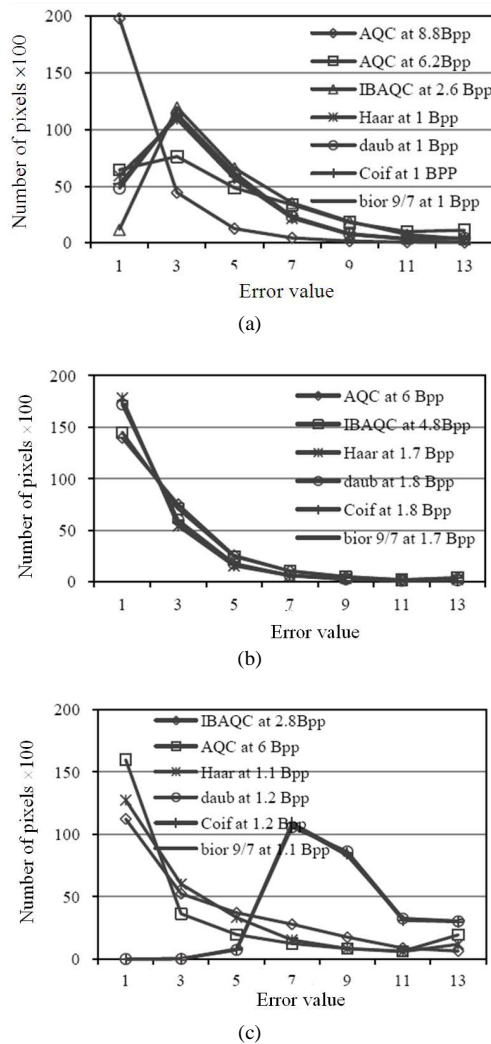 200
150
100
50
0
Number of pixels ×100
AQC at 8.8Bpp
AQC at 6.2Bpp
IBAQC at 2.6 Bpp
Haar at 1 Bpp
daub at 1 Bpp
Coif at 1 BPP
bior 9/7 at 1 Bpp
1 3 5 7 9 11 13
Error value
(a)
200
150
100
50
0
Number of pixels ×100
AQC at 6 Bpp
IBAQC at 4.8Bpp
Haar at 1.7 Bpp
daub at 1.8 Bpp
Coif at 1.8 Bpp
bior 9/7 at 1.7 Bpp
1 3 5 7 9 11 13
Error value
(b)
200
150
100
50
0
Number of pixels ×100
IBAQC at 2.8Bpp
AQC at 6 Bpp
Haar at 1.1 Bpp
daub at 1.2 Bpp
Coif at 1.2 Bpp
bior 9/7 at 1.1 Bpp
1 3 5 7 9 11 13
Error value
(c)